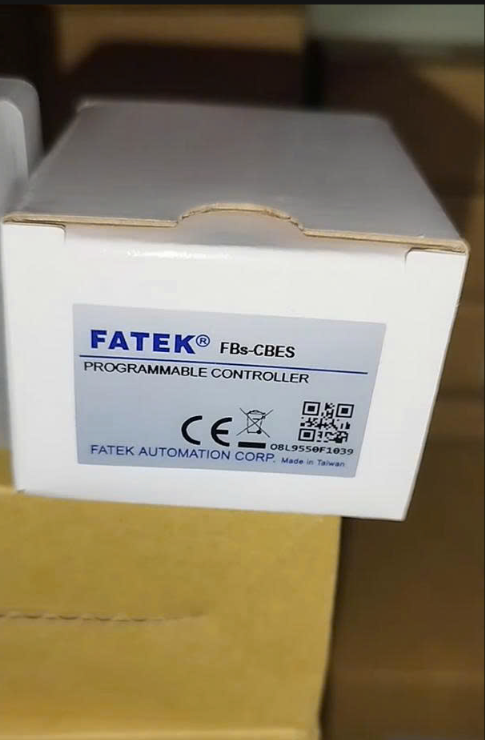 FATEK® FBs-CBES
PROGRAMMABLE CONTROLLER
CE
08L9550F1039
FATEK AUTOMATION CORP. Made in Taiwan